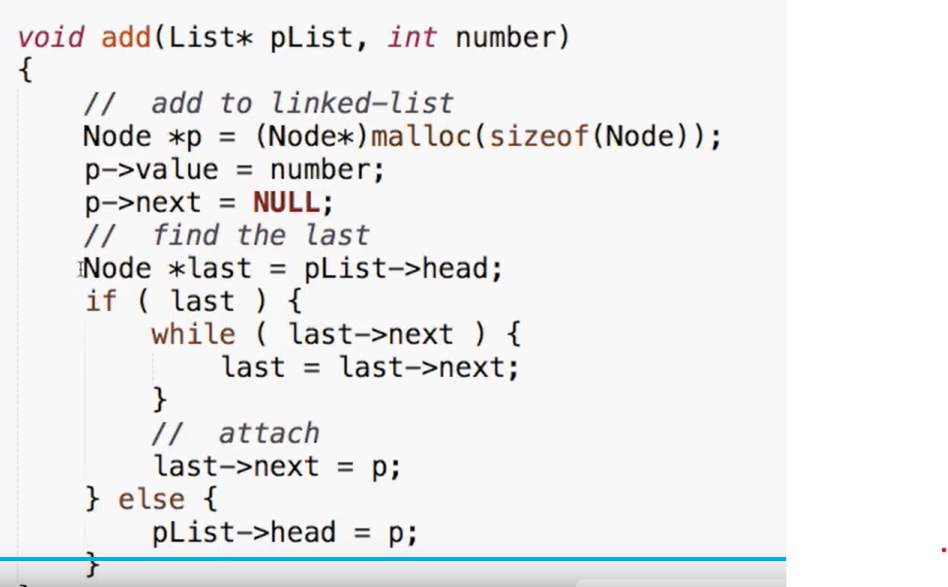 void add(List* pList, int number)
{
    //  add to linked-list
    Node *p = (Node*)malloc(sizeof(Node));
    p->value = number;
    p->next = NULL;
    //  find the last
    Node *last = pList->head;
    if ( last ) {
        while ( last->next ) {
            last = last->next;
        }
        //  attach
        last->next = p;
    } else {
        pList->head = p;
    }